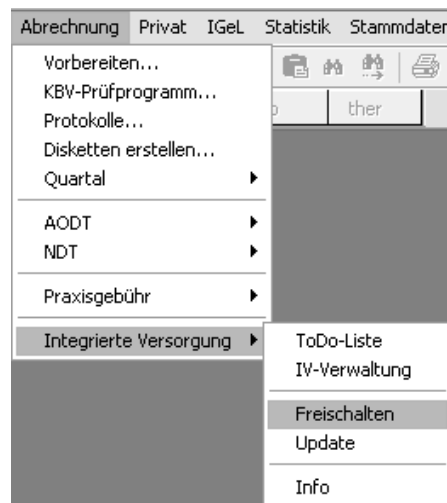 Abrechnung Privat IGeL Statistik Stammdaten
Vorbereiten...
KBV-Prüfprogramm...
Protokolle...
Disketten erstellen...
Quartal
ther
AODT
NDT
Praxisgebühr
Integrierte Versorgung
ToDo-Liste
IV-Verwaltung
Freischalten
Update
Info